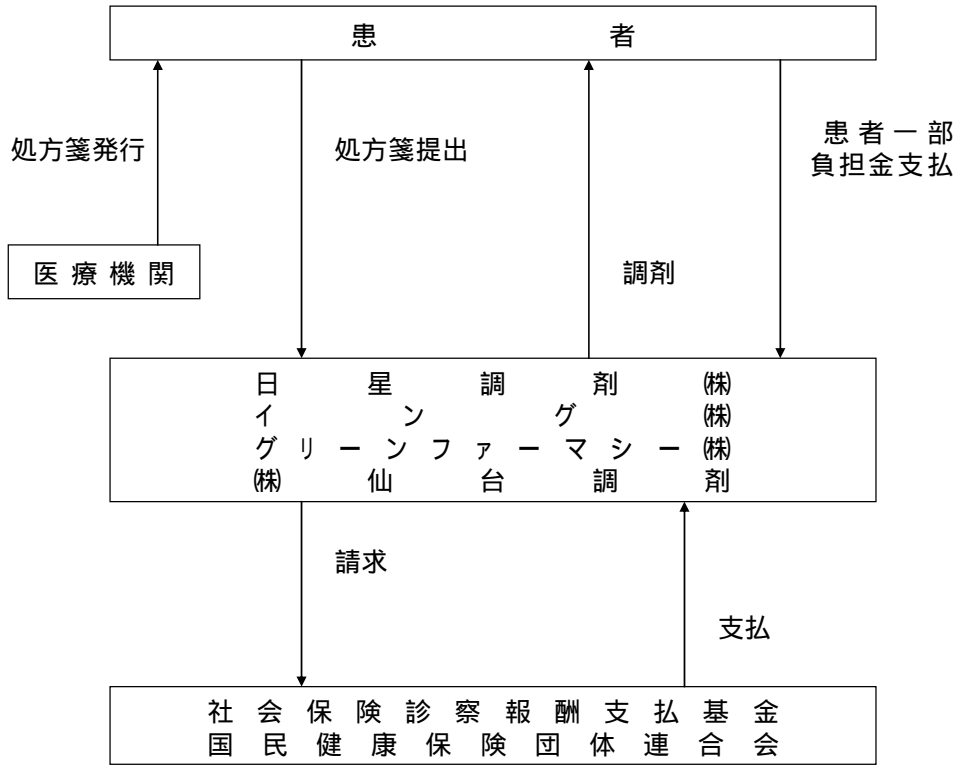 患者
処方箋発行
処方箋提出
患者一部
負担金支払
医療機関
調剤
日星調剤㈱
イング㈱
グリーンファーマシー㈱
㈱仙台調剤
請求
支払
社会保険診察報酬支払基金
国民健康保険団体連合会